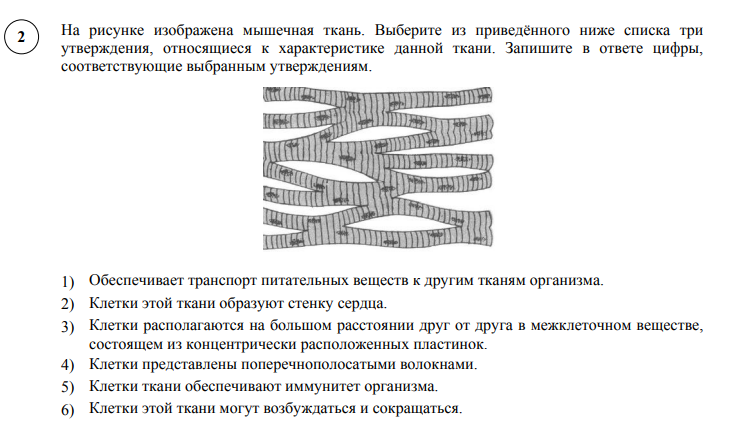 2
На рисунке изображена мышечная ткань. Выберите из приведённого ниже списка три
утверждения, относящиеся к характеристике данной ткани. Запишите в ответе цифры,
соответствующие выбранным утверждениям.
1) Обеспечивает транспорт питательных веществ к другим тканям организма.
2) Клетки этой ткани образуют стенку сердца.
3) Клетки располагаются на большом расстоянии друг от друга в межклеточном веществе,
состоящем из концентрически расположенных пластинок.
4) Клетки представлены поперечнополосатыми волокнами.
5) Клетки ткани обеспечивают иммунитет организма.
6) Клетки этой ткани могут возбуждаться и сокращаться.